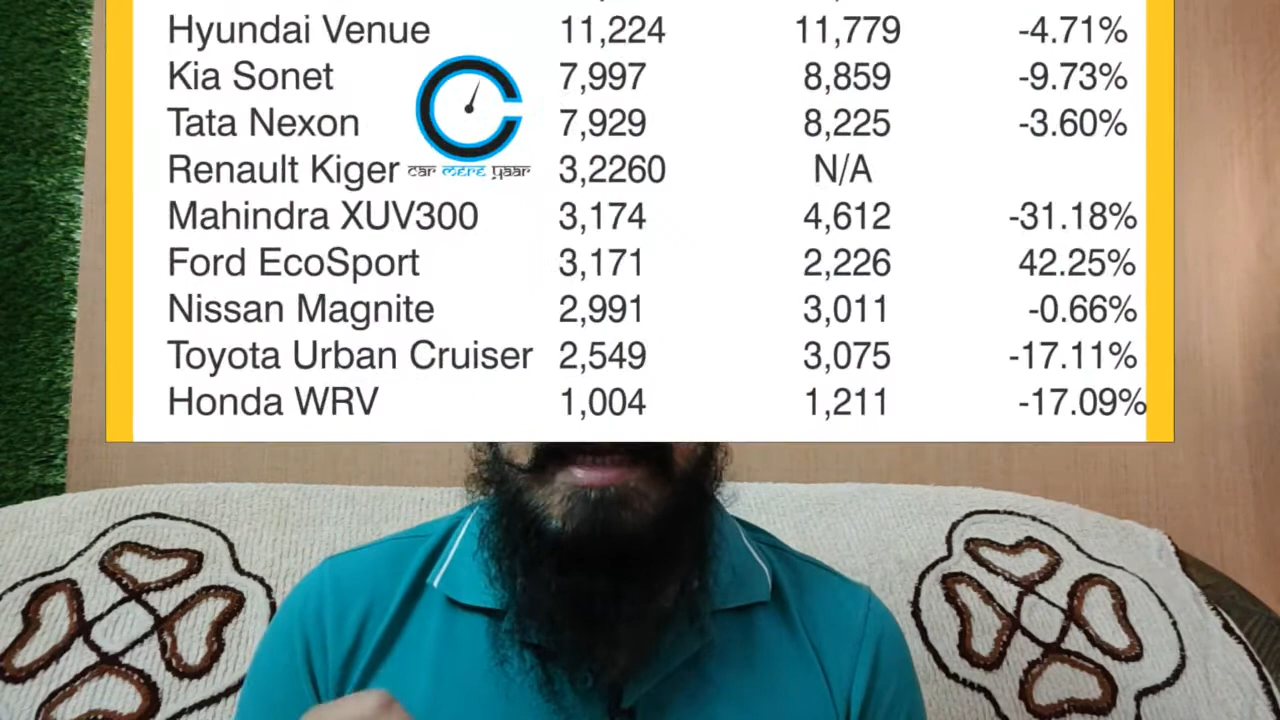 Hyundai Venue 11,224 11,779 -4.71%
Kia Sonet 7,997 8,859 -9.73%
Tata Nexon 7,929 8,225 -3.60%
Renault Kiger 3,2260 N/A
car mere yaar
Mahindra XUV300 3,174 4,612 -31.18%
Ford EcoSport 3,171 2,226 42.25%
Nissan Magnite 2,991 3,011 -0.66%
Toyota Urban Cruiser 2,549 3,075 -17.11%
Honda WRV 1,004 1,211 -17.09%